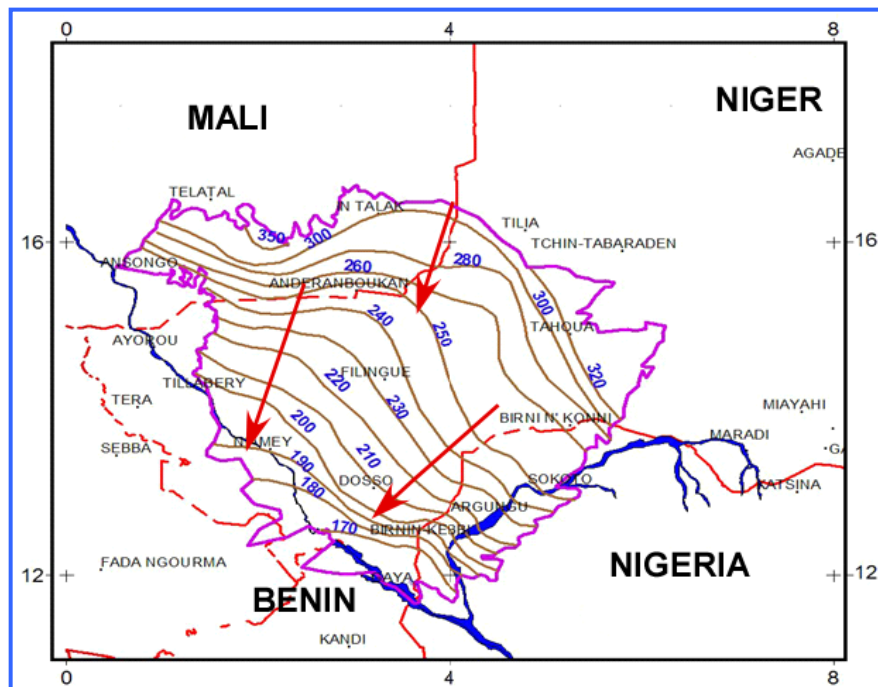 0 4 8
MALI
NIGER
AGADE
TELATAL
IN TALAK
TILIA
16 16
350 300
TCHIN-TABARADEN
ANSONGO
260
280
ANDERANBOUKAN
300
240
250
TAHOUA
AYOROU
FILINGUE
320
TILLABERY
220
TERA
230
MIAYAHI
200
BIRNI N' KONNI
NIAMEY
MARADI
SEBBA
190
210
GA
DOSSO
SOKOTO
KATSINA
180
ARGUNGU
170
BIRNIN-KEBBI
FADA NGOURMA
NIGERIA
12 12
GAYA
BENIN
KANDI
0 4 8